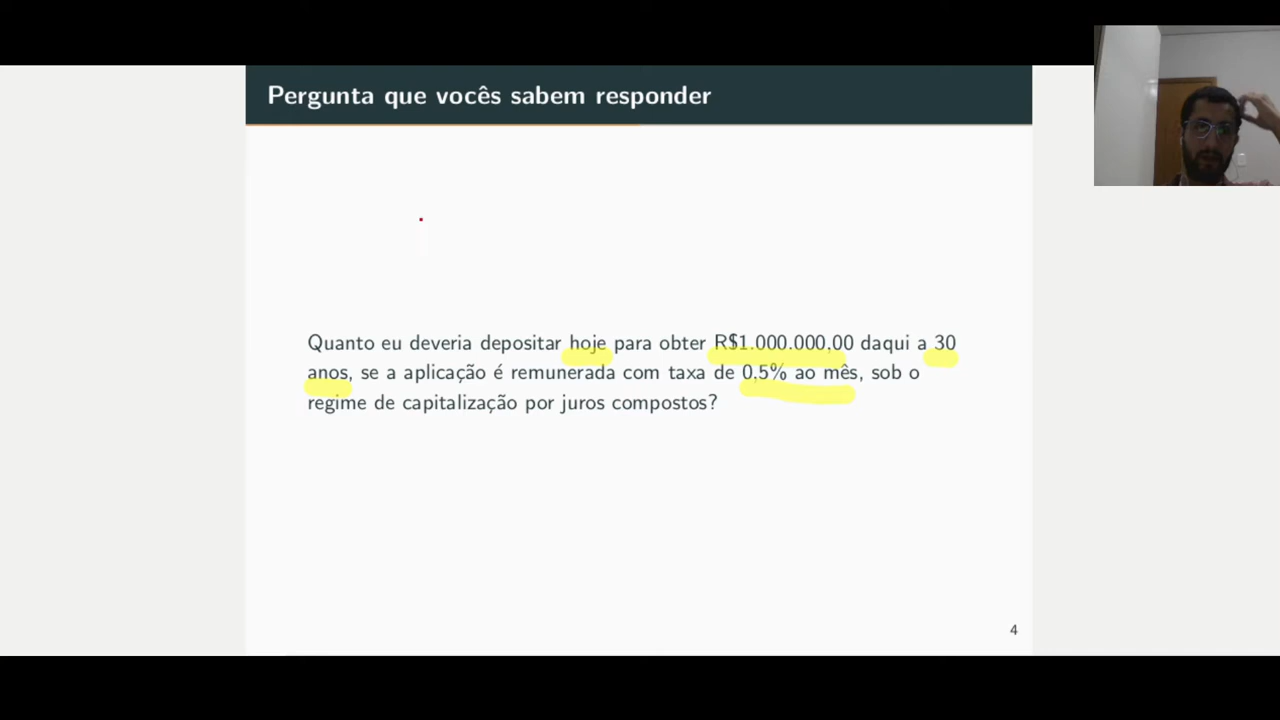 Pergunta que vocês sabem responder
Quanto eu deveria depositar hoje para obter R$1.000.000,00 daqui a 30
anos, se a aplicação é remunerada com taxa de 0,5% ao mês, sob o
regime de capitalização por juros compostos?
4